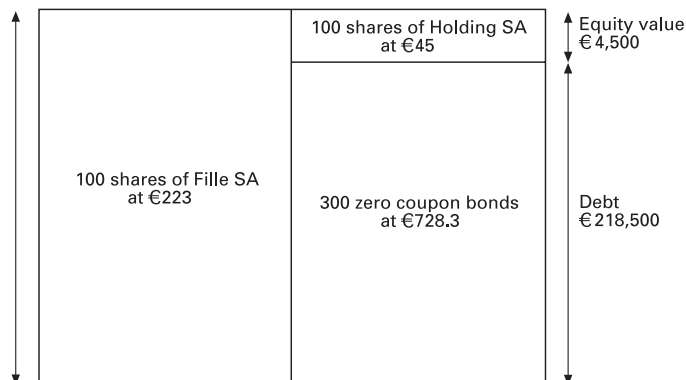 100 shares of Fille SA
at €223
100 shares of Holding SA
at €45
300 zero coupon bonds
at €728.3
Equity value
€4,500
Debt
€218,500